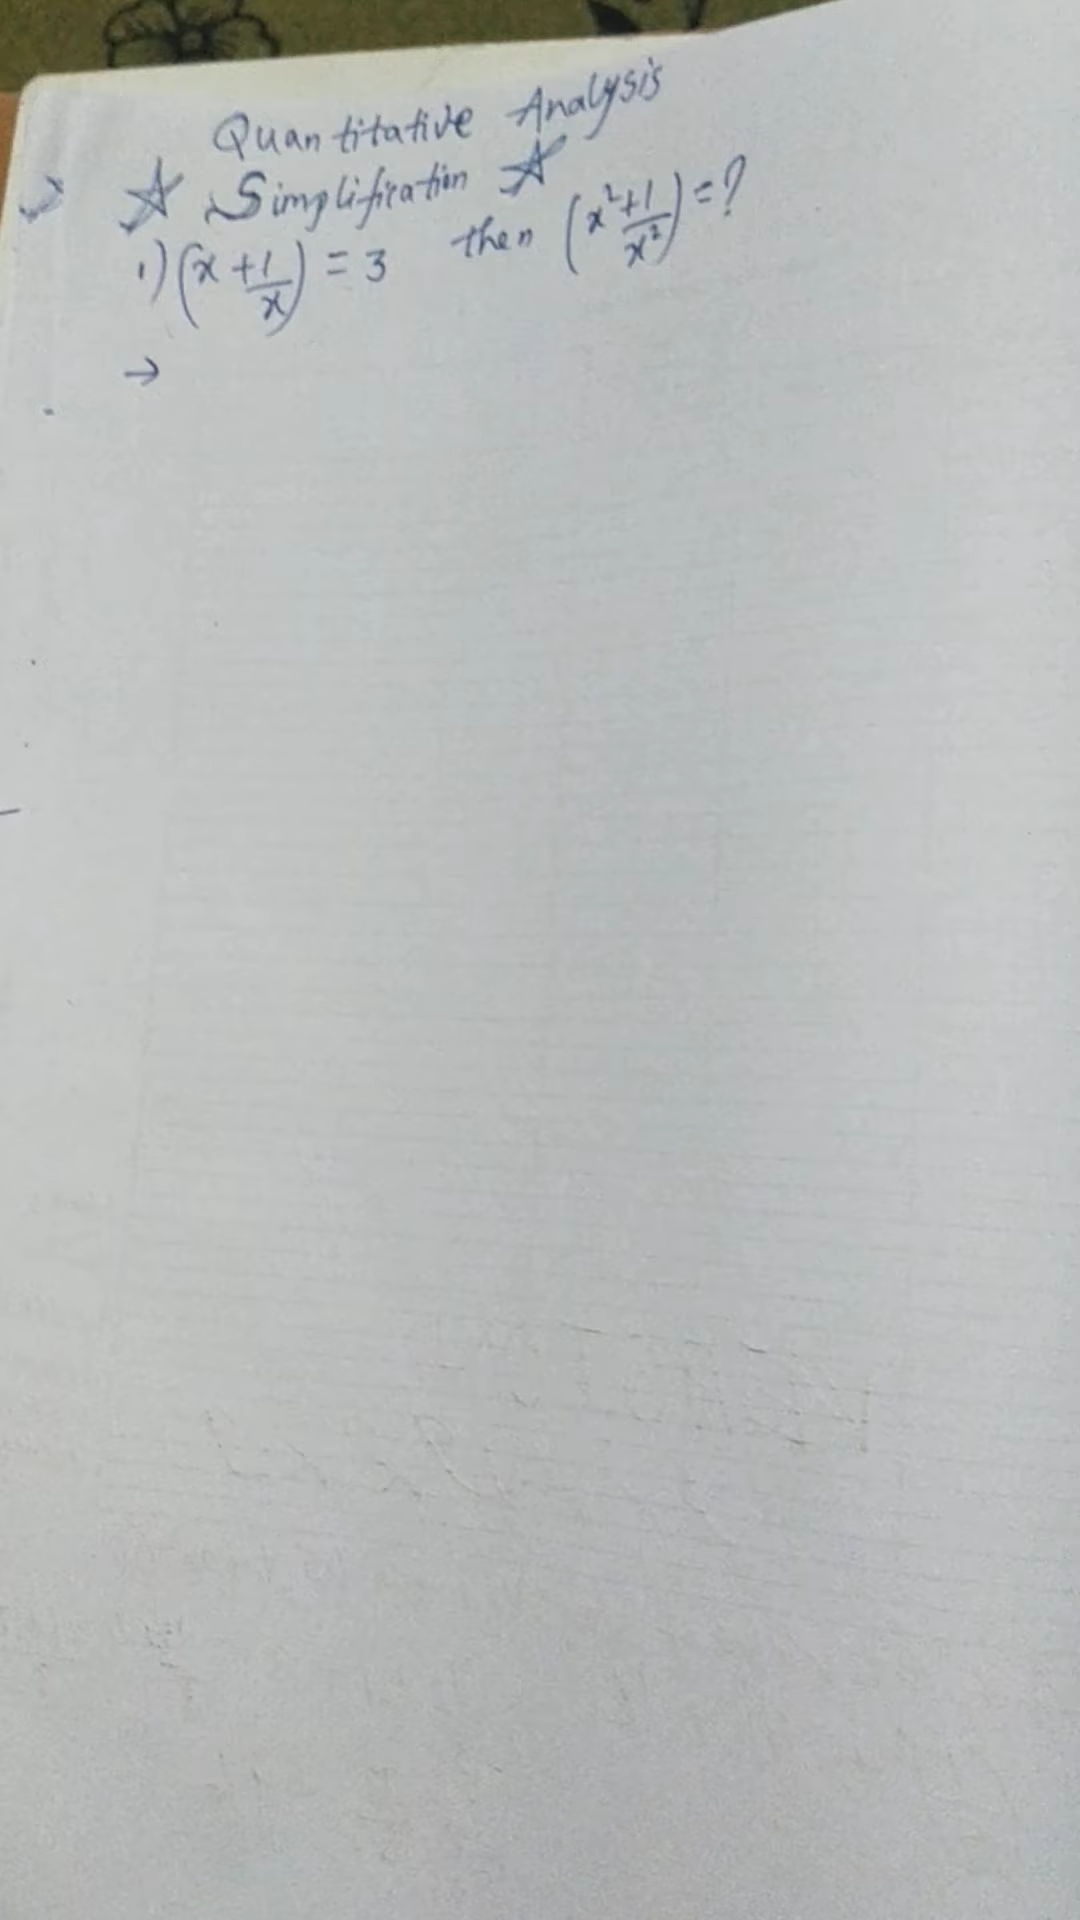 Quantitative Analysis
☆ Simplification ☆
1) (x + 1/x) = 3 then (x² + 1/x²) = ?
→